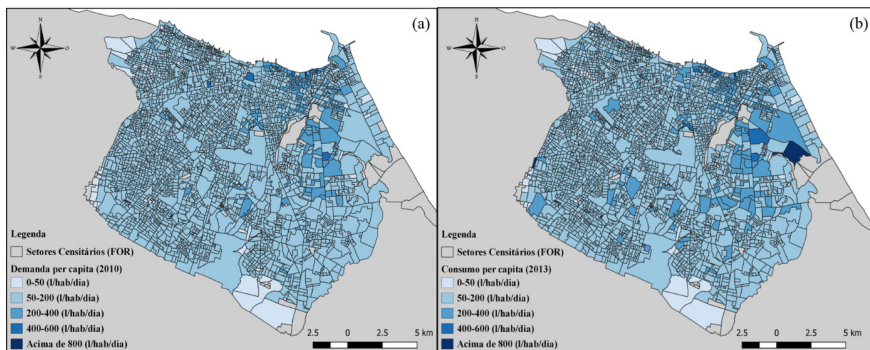 (a)
N
W O
S
Legenda
Setores Censitários (FOR)
Demanda per capita (2010)
0-50 (l/hab/dia)
50-200 (l/hab/dia)
200-400 (l/hab/dia)
400-600 (l/hab/dia)
Acima de 800 (l/hab/dia)
2.5 0 2.5 5 km
(b)
N
W O
S
Legenda
Setores Censitários (FOR)
Consumo per capita (2013)
0-50 (l/hab/dia)
50-200 (l/hab/dia)
200-400 (l/hab/dia)
400-600 (l/hab/dia)
Acima de 800 (l/hab/dia)
2.5 0 2.5 5 km